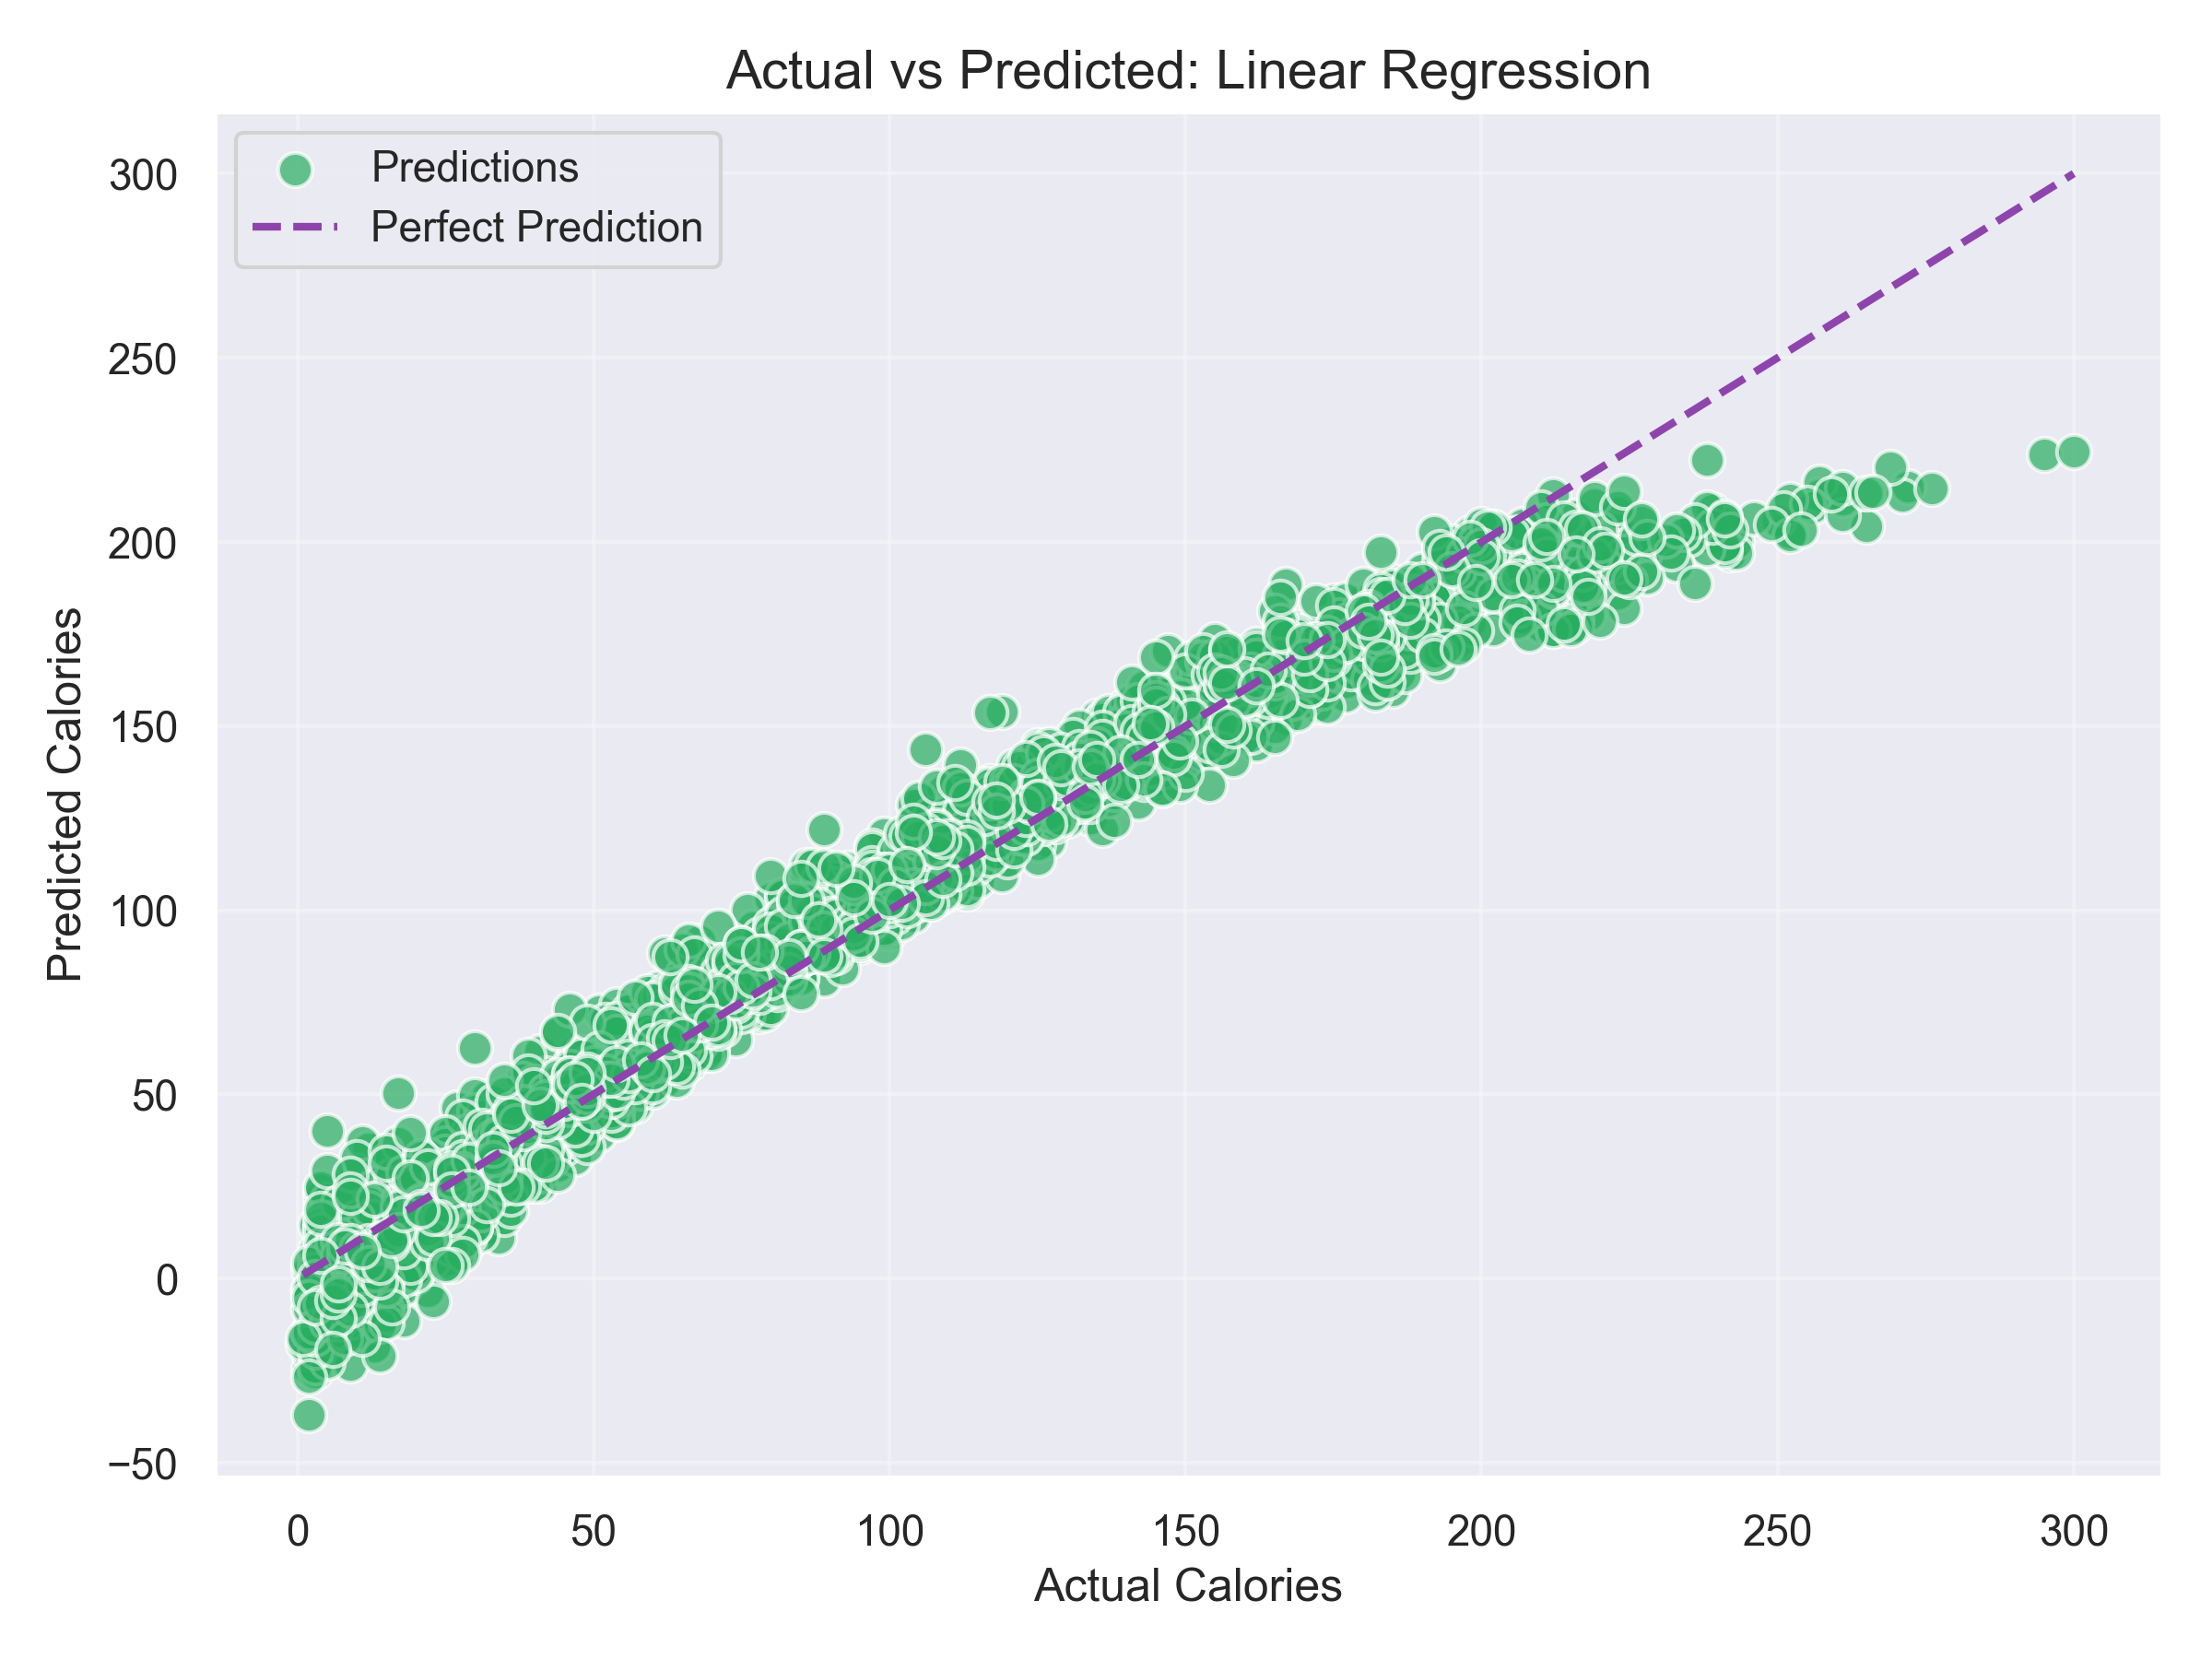 Actual vs Predicted: Linear Regression
Predictions
Perfect Prediction
300
250
200
150
100
50
0
−50
Predicted Calories
0 50 100 150 200 250 300
Actual Calories